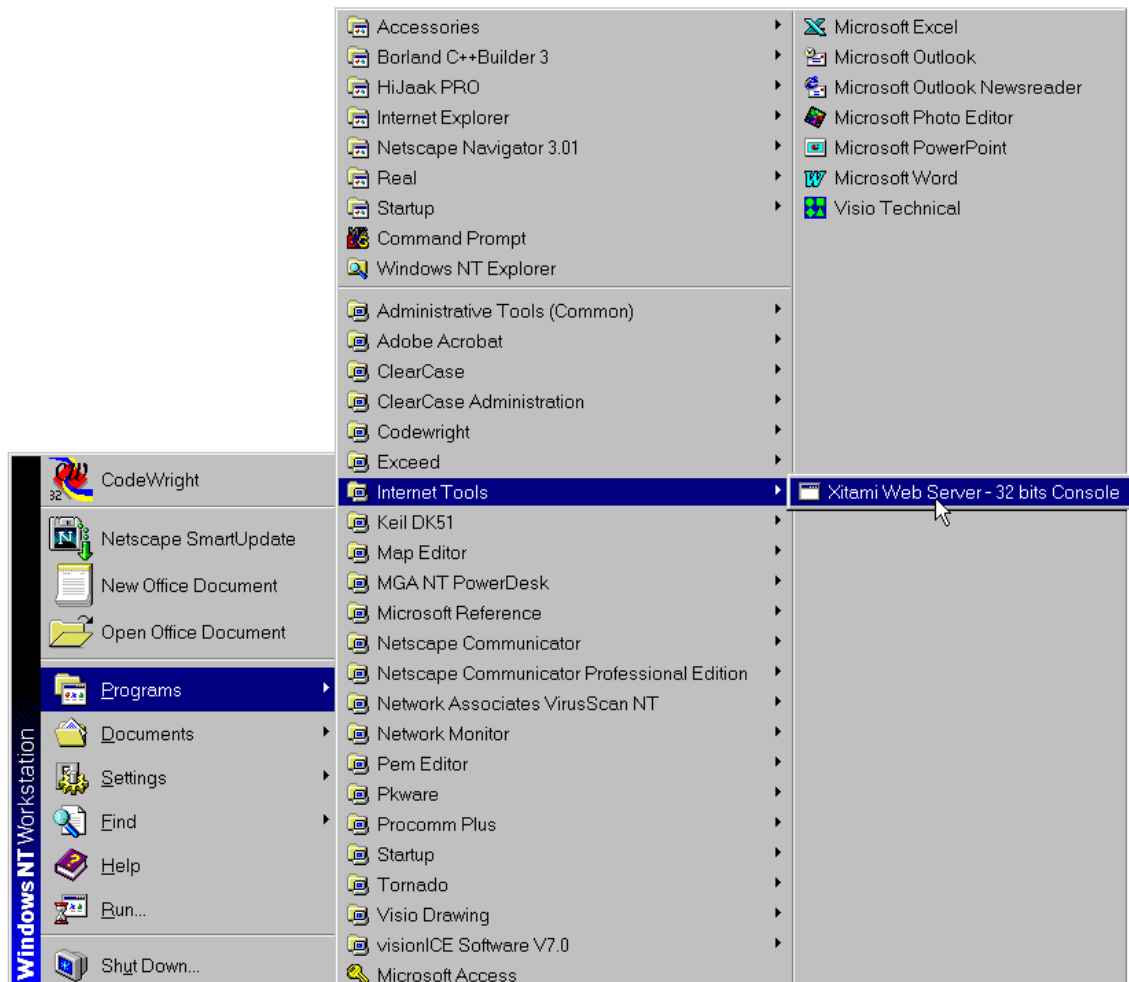 Accessories
Borland C++Builder 3
HiJaak PRO
Internet Explorer
Netscape Navigator 3.01
Real
Startup
Command Prompt
Windows NT Explorer
Administrative Tools (Common)
Adobe Acrobat
ClearCase
ClearCase Administration
Codewright
Exceed
Internet Tools
Keil DK51
Map Editor
MGA NT PowerDesk
Microsoft Reference
Netscape Communicator
Netscape Communicator Professional Edition
Network Associates VirusScan NT
Network Monitor
Pem Editor
Pkware
Procomm Plus
Startup
Tornado
Visio Drawing
visionICE Software V7.0
Microsoft Access
Microsoft Excel
Microsoft Outlook
Microsoft Outlook Newsreader
Microsoft Photo Editor
Microsoft PowerPoint
Microsoft Word
Visio Technical
Xitami Web Server - 32 bits Console
CodeWright
32
Netscape SmartUpdate
New Office Document
Open Office Document
Programs
Documents
Settings
Find
Help
Run...
Shut Down...
Windows NT Workstation